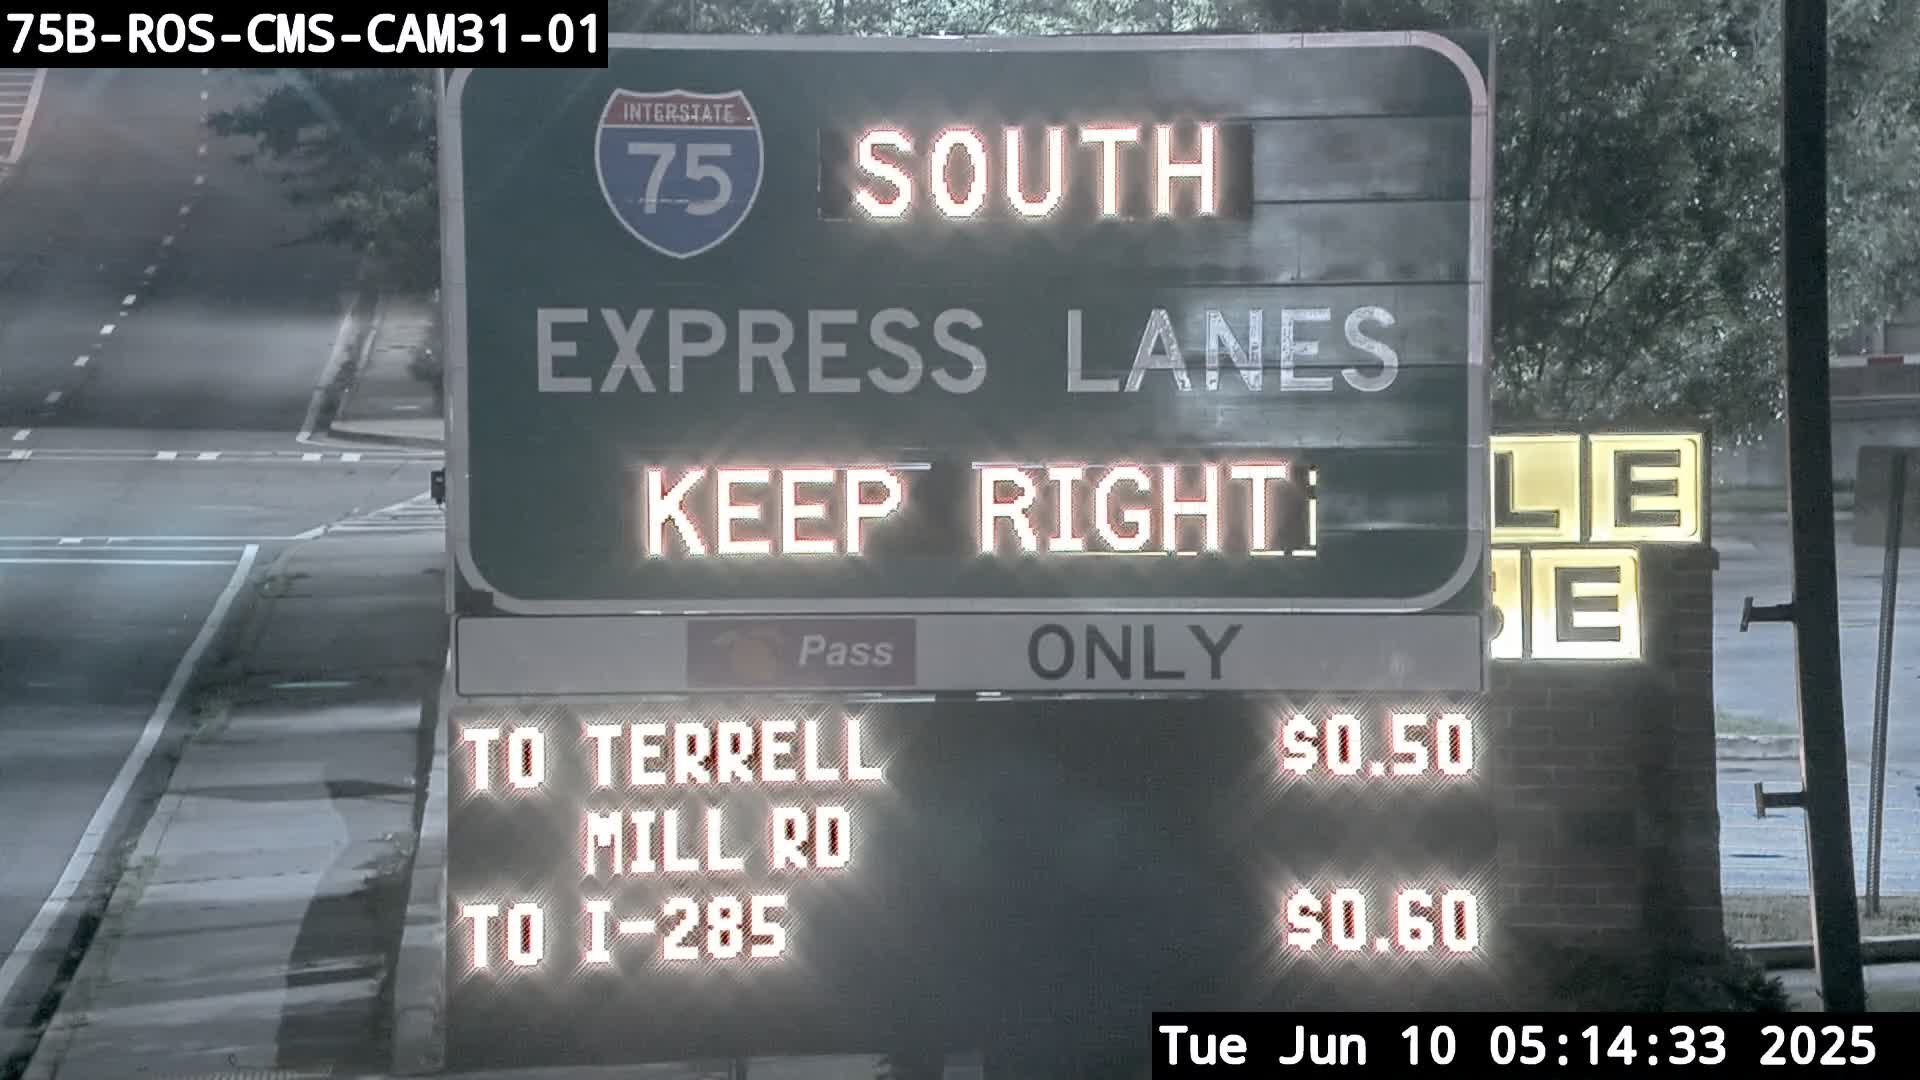 75B-ROS-CMS-CAM31-01
INTERSTATE
75
SOUTH
EXPRESS LANES
KEEP RIGHT
Pass ONLY
TO TERRELL $0.50
MILL RD
TO I-285 $0.60
LE
E
Tue Jun 10 05:14:33 2025